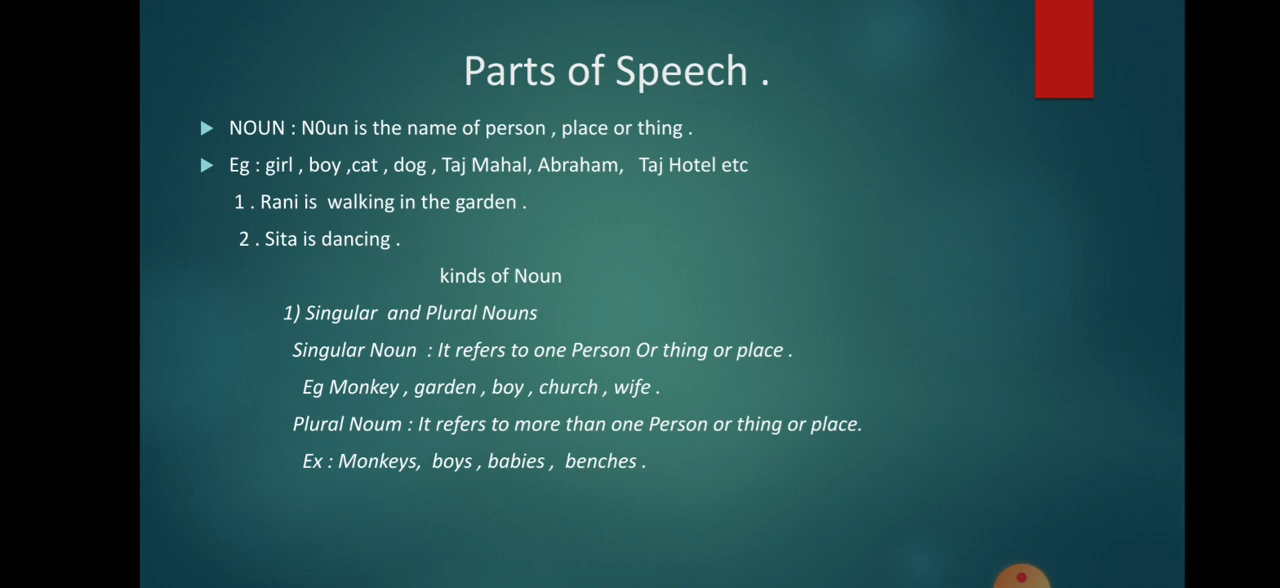 Parts of Speech .
NOUN : N0un is the name of person , place or thing .
Eg : girl , boy ,cat , dog , Taj Mahal, Abraham, Taj Hotel etc
1 . Rani is walking in the garden .
2 . Sita is dancing .
kinds of Noun
1) Singular and Plural Nouns
Singular Noun : It refers to one Person Or thing or place .
Eg Monkey , garden , boy , church , wife .
Plural Noum : It refers to more than one Person or thing or place.
Ex : Monkeys, boys , babies , benches .